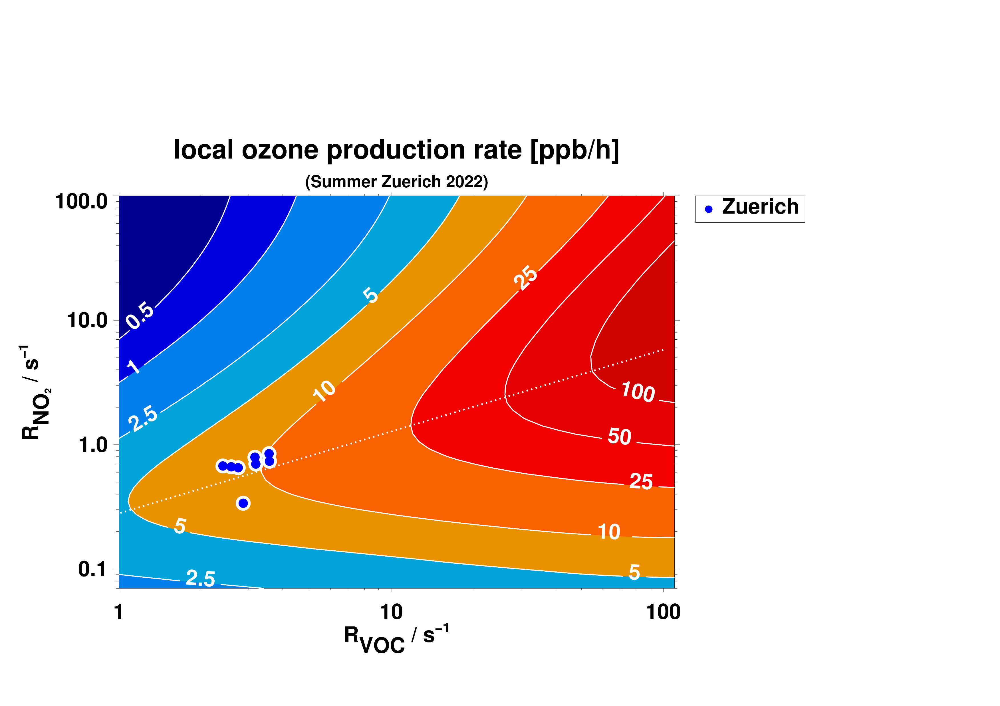 local ozone production rate [ppb/h]
(Summer Zuerich 2022)
Zuerich
100.0
10.0
1.0
0.1
R_NO₂ / s⁻¹
0.5
1
2.5
5
10
25
100
50
25
10
5
5
2.5
1 10 100
R_VOC / s⁻¹